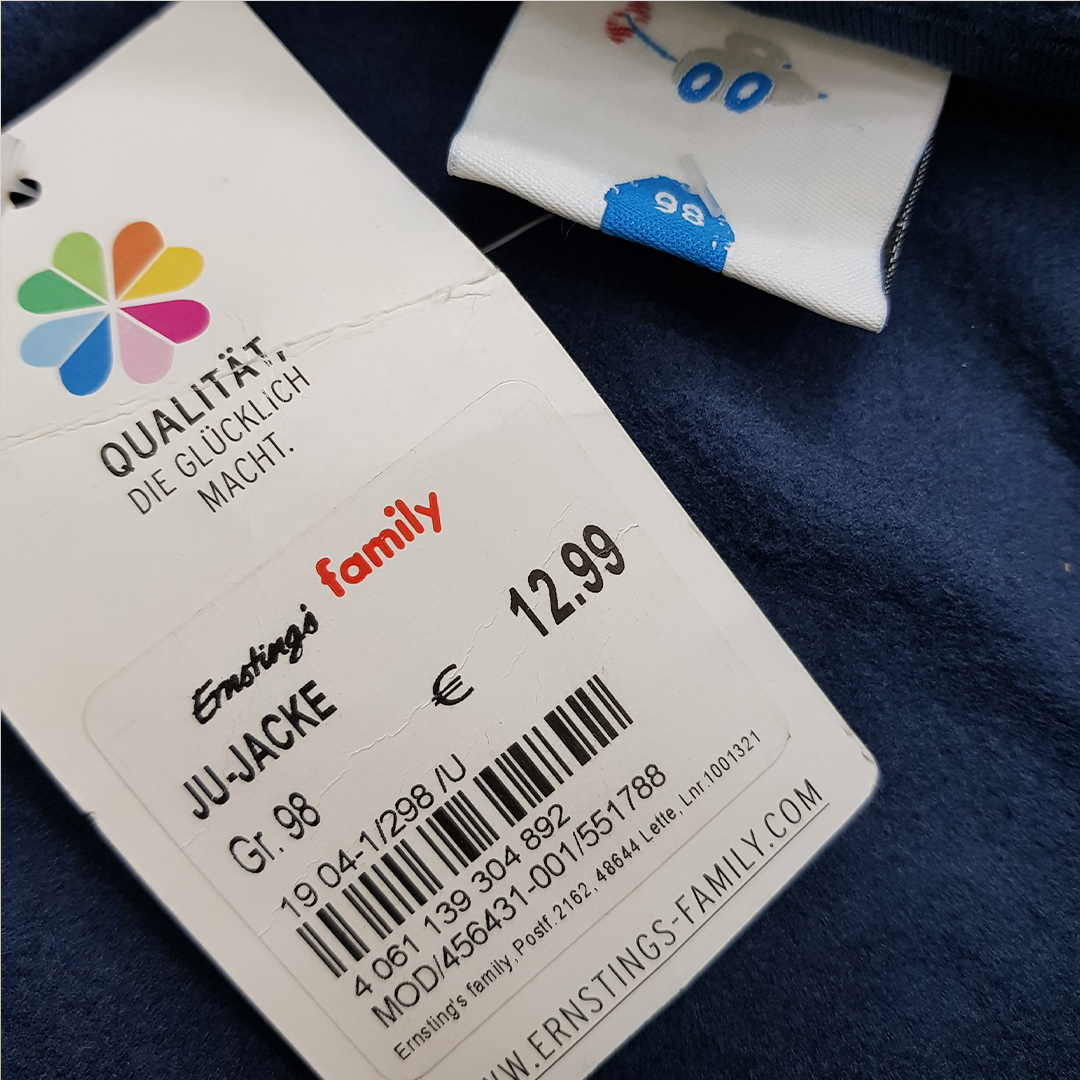 98
QUALITÄT,
DIE GLÜCKLICH
MACHT.
Ernsting's family
JU-JACKE
€ 12.99
Gr. 98
19 04-1/298 /U
4 061 139 304 892
MOD/456431-001/551788
Ernsting's family, Postf. 2162, 48644 Lette, Lnr.1001321
WW.ERNSTINGS-FAMILY.COM